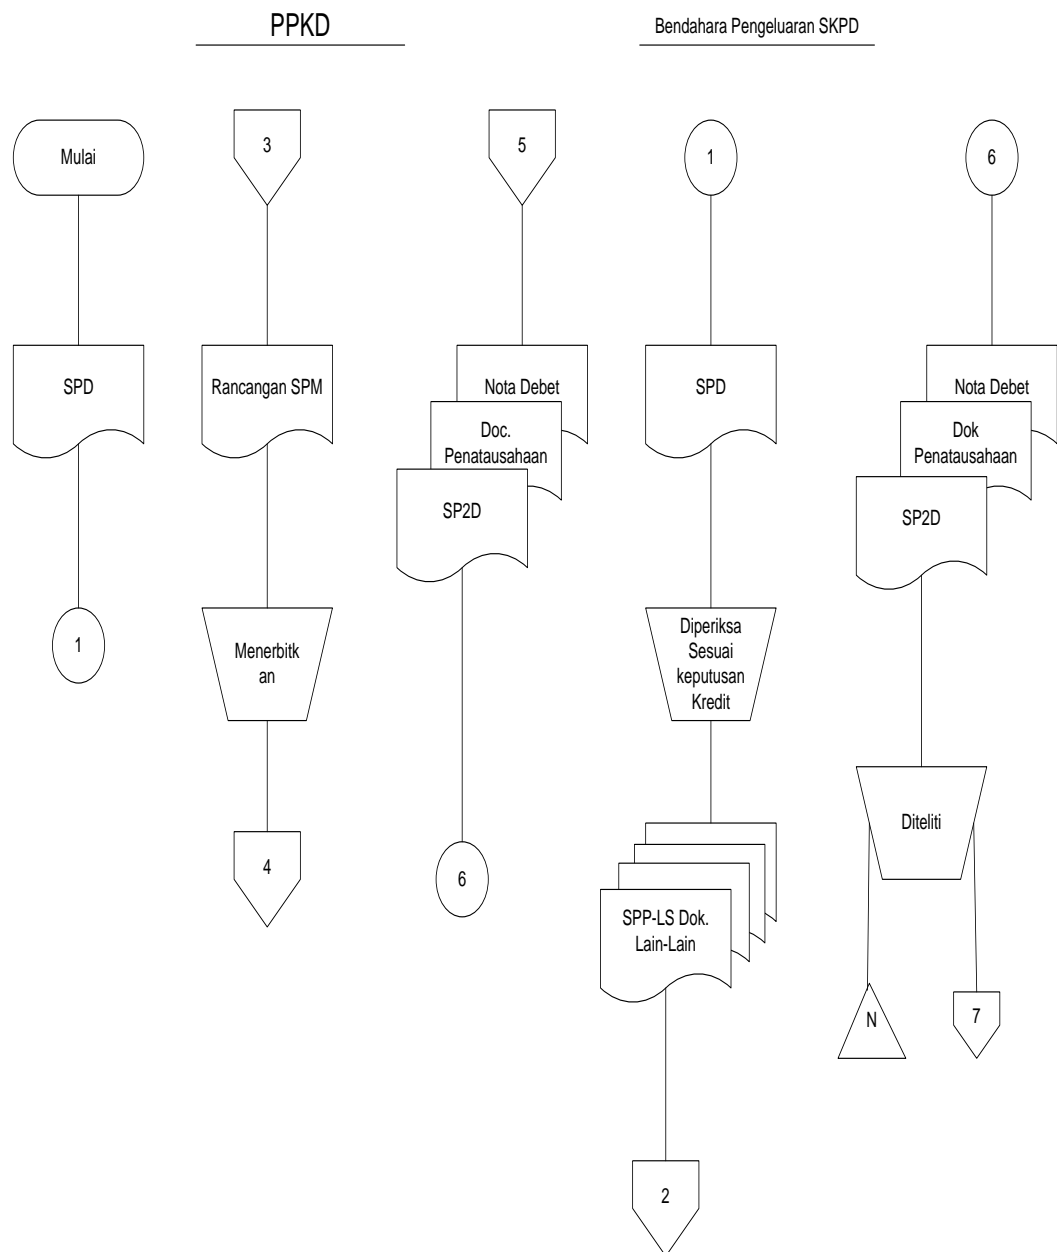 PPKD
Bendahara Pengeluaran SKPD
Mulai
3
5
1
6
SPD
Rancangan SPM
Nota Debet
Doc.
Penatausahaan
SP2D
SPD
Nota Debet
Dok
Penatausahaan
SP2D
1
Menerbitk
an
Diperiksa
Sesuai
keputusan
Kredit
4
6
SPP-LS Dok.
Lain-Lain
Diteliti
N
7
2